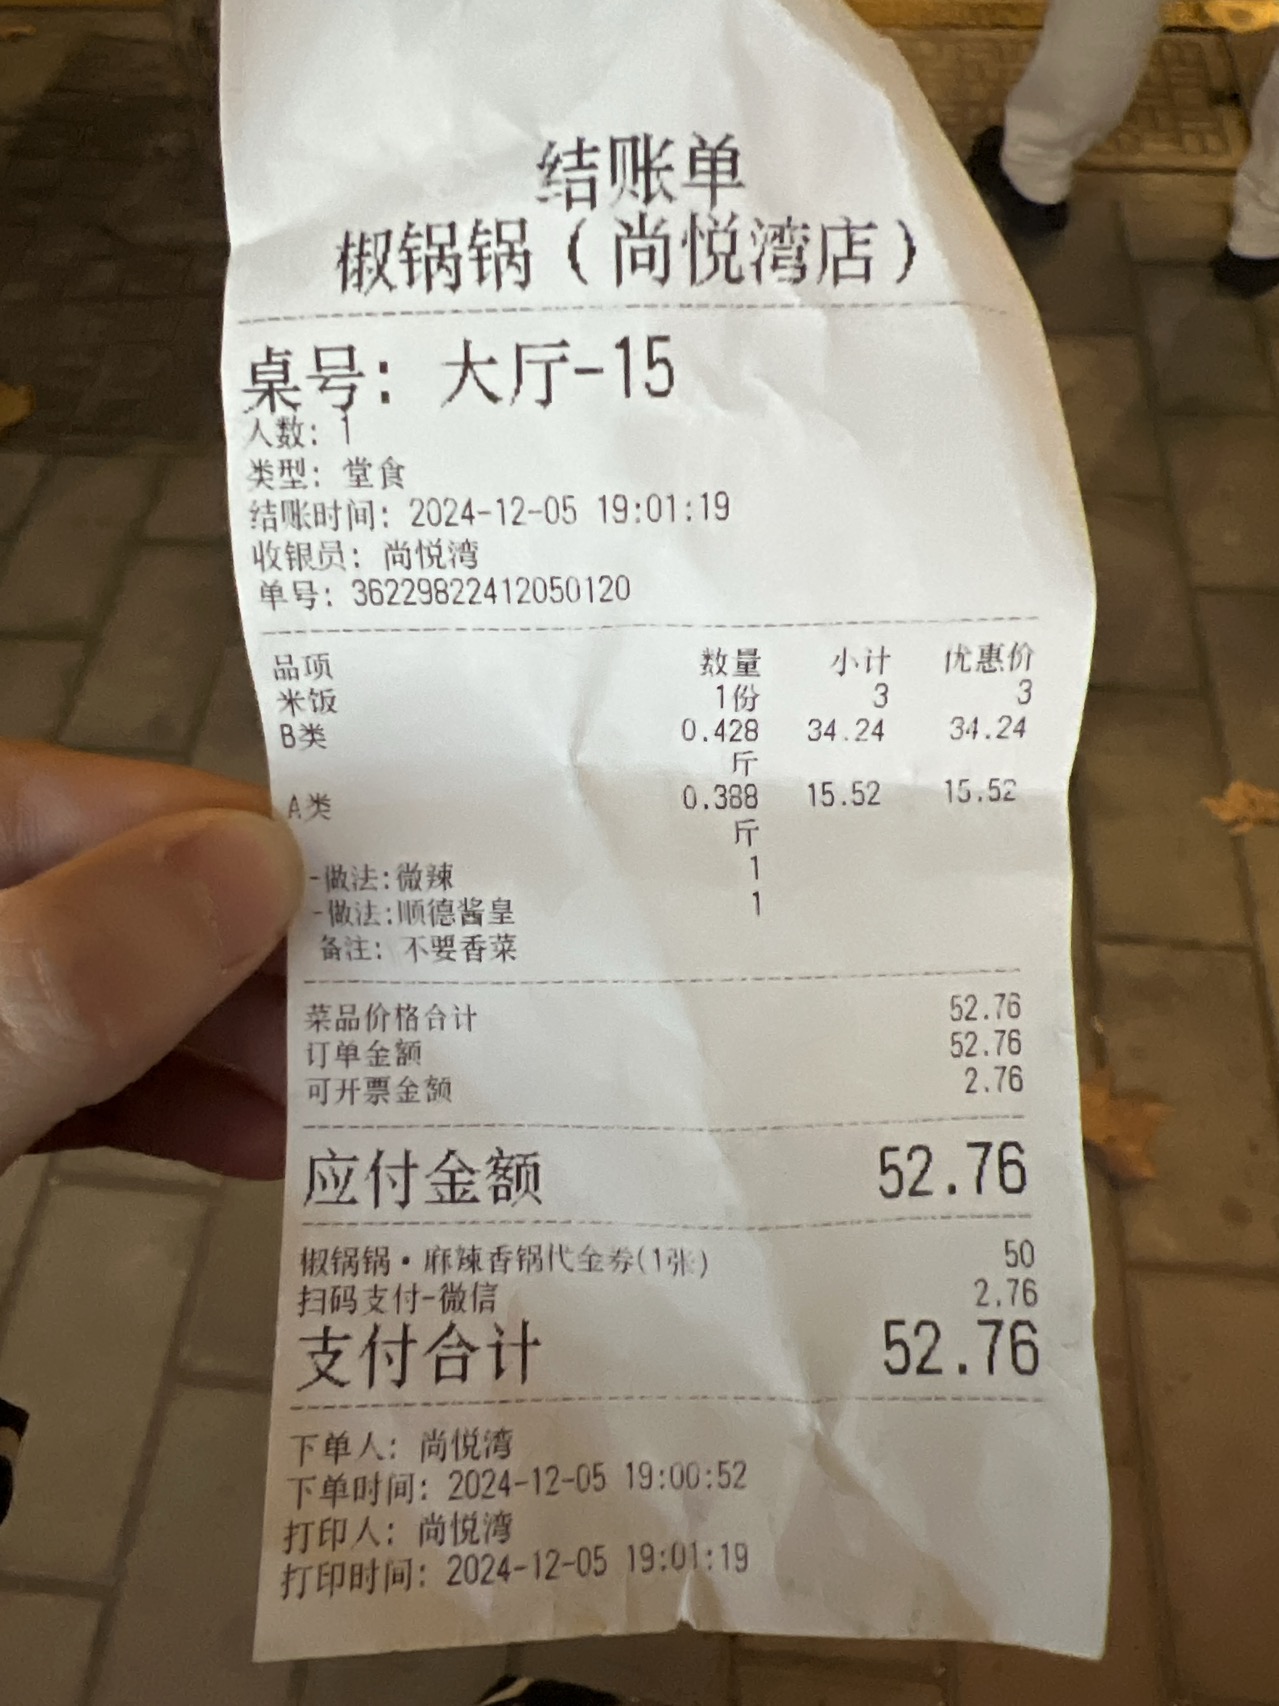 结账单
椒锅锅（尚悦湾店）
桌号：大厅-15
人数：1
类型：堂食
结账时间：2024-12-05 19:01:19
收银员：尚悦湾
单号：36229822412050120
品项 数量 小计 优惠价
米饭 1份 3 3
B类 0.428 34.24 34.24
斤
A类 0.388 15.52 15.52
斤
-做法:微辣 1
-做法:顺德酱皇 1
备注：不要香菜
菜品价格合计 52.76
订单金额 52.76
可开票金额 2.76
应付金额 52.76
椒锅锅·麻辣香锅代金券(1张) 50
扫码支付-微信 2.76
支付合计 52.76
下单人：尚悦湾
下单时间：2024-12-05 19:00:52
打印人：尚悦湾
打印时间：2024-12-05 19:01:19